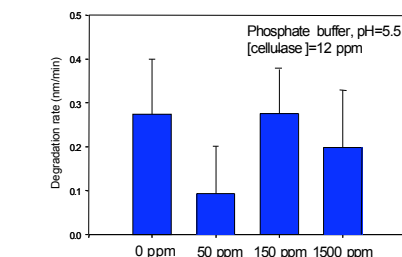 0.5
Phosphate buffer, pH=5.5
[cellulase]=12 ppm
0.4
0.3
0.2
0.1
0.0
Degradation rate (nm/min)
0 ppm 50 ppm 150 ppm 1500 ppm